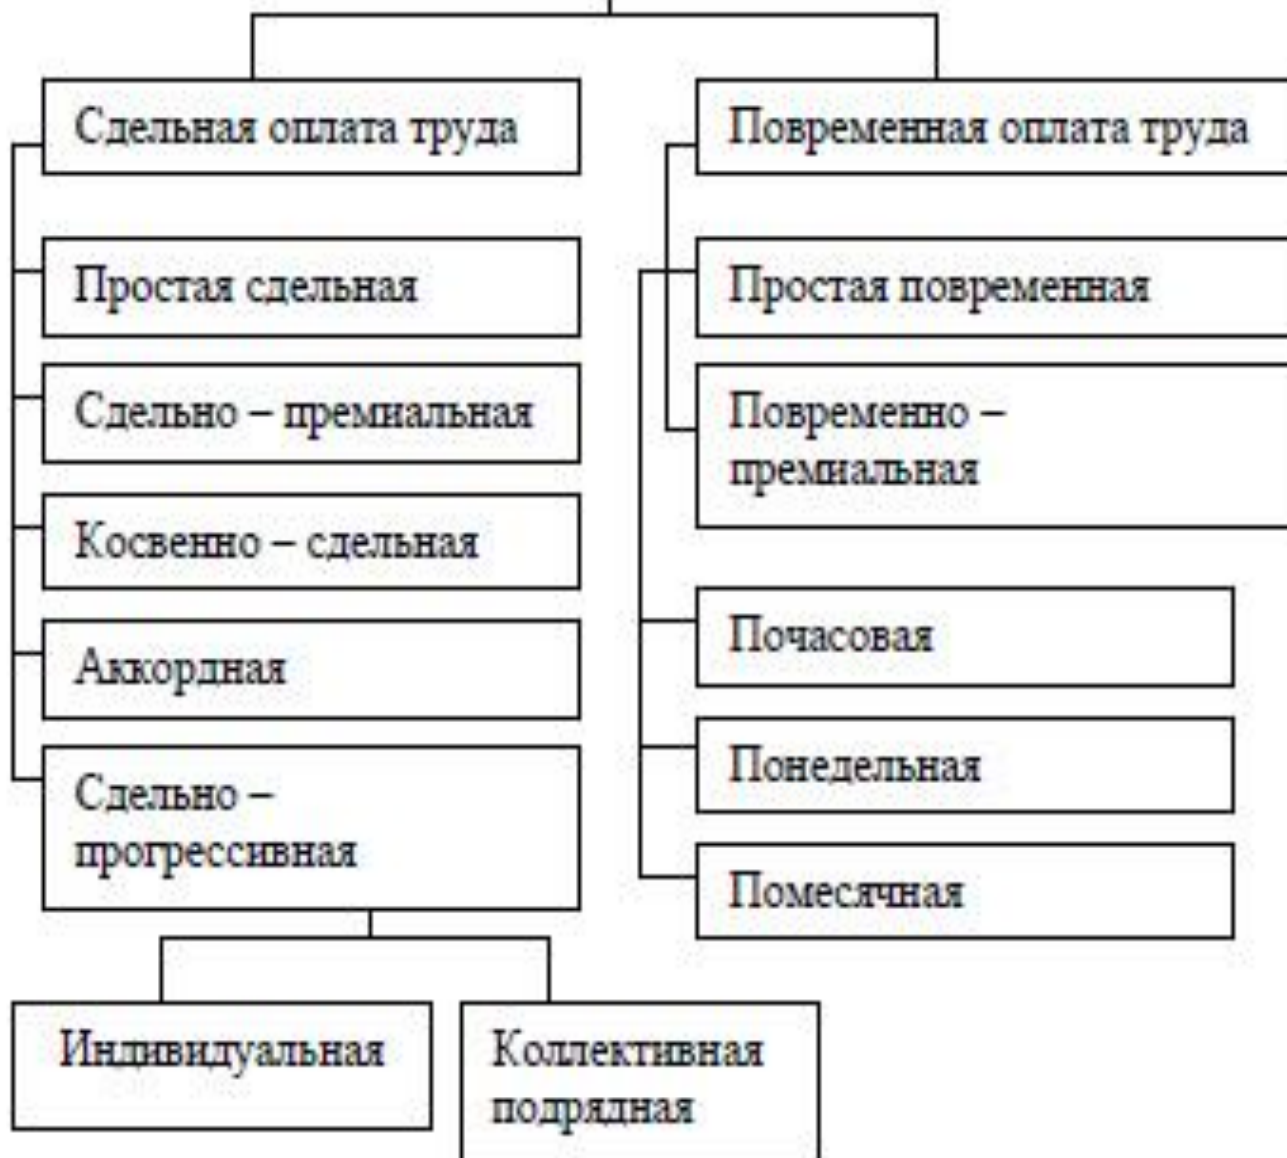 Сдельная оплата труда
Простая сдельная
Сдельно – премиальная
Косвенно – сдельная
Аккордная
Сдельно –
прогрессивная
Индивидуальная
Коллективная
подрядная
Повременная оплата труда
Простая повременная
Повременно –
премиальная
Почасовая
Понедельная
Помесячная